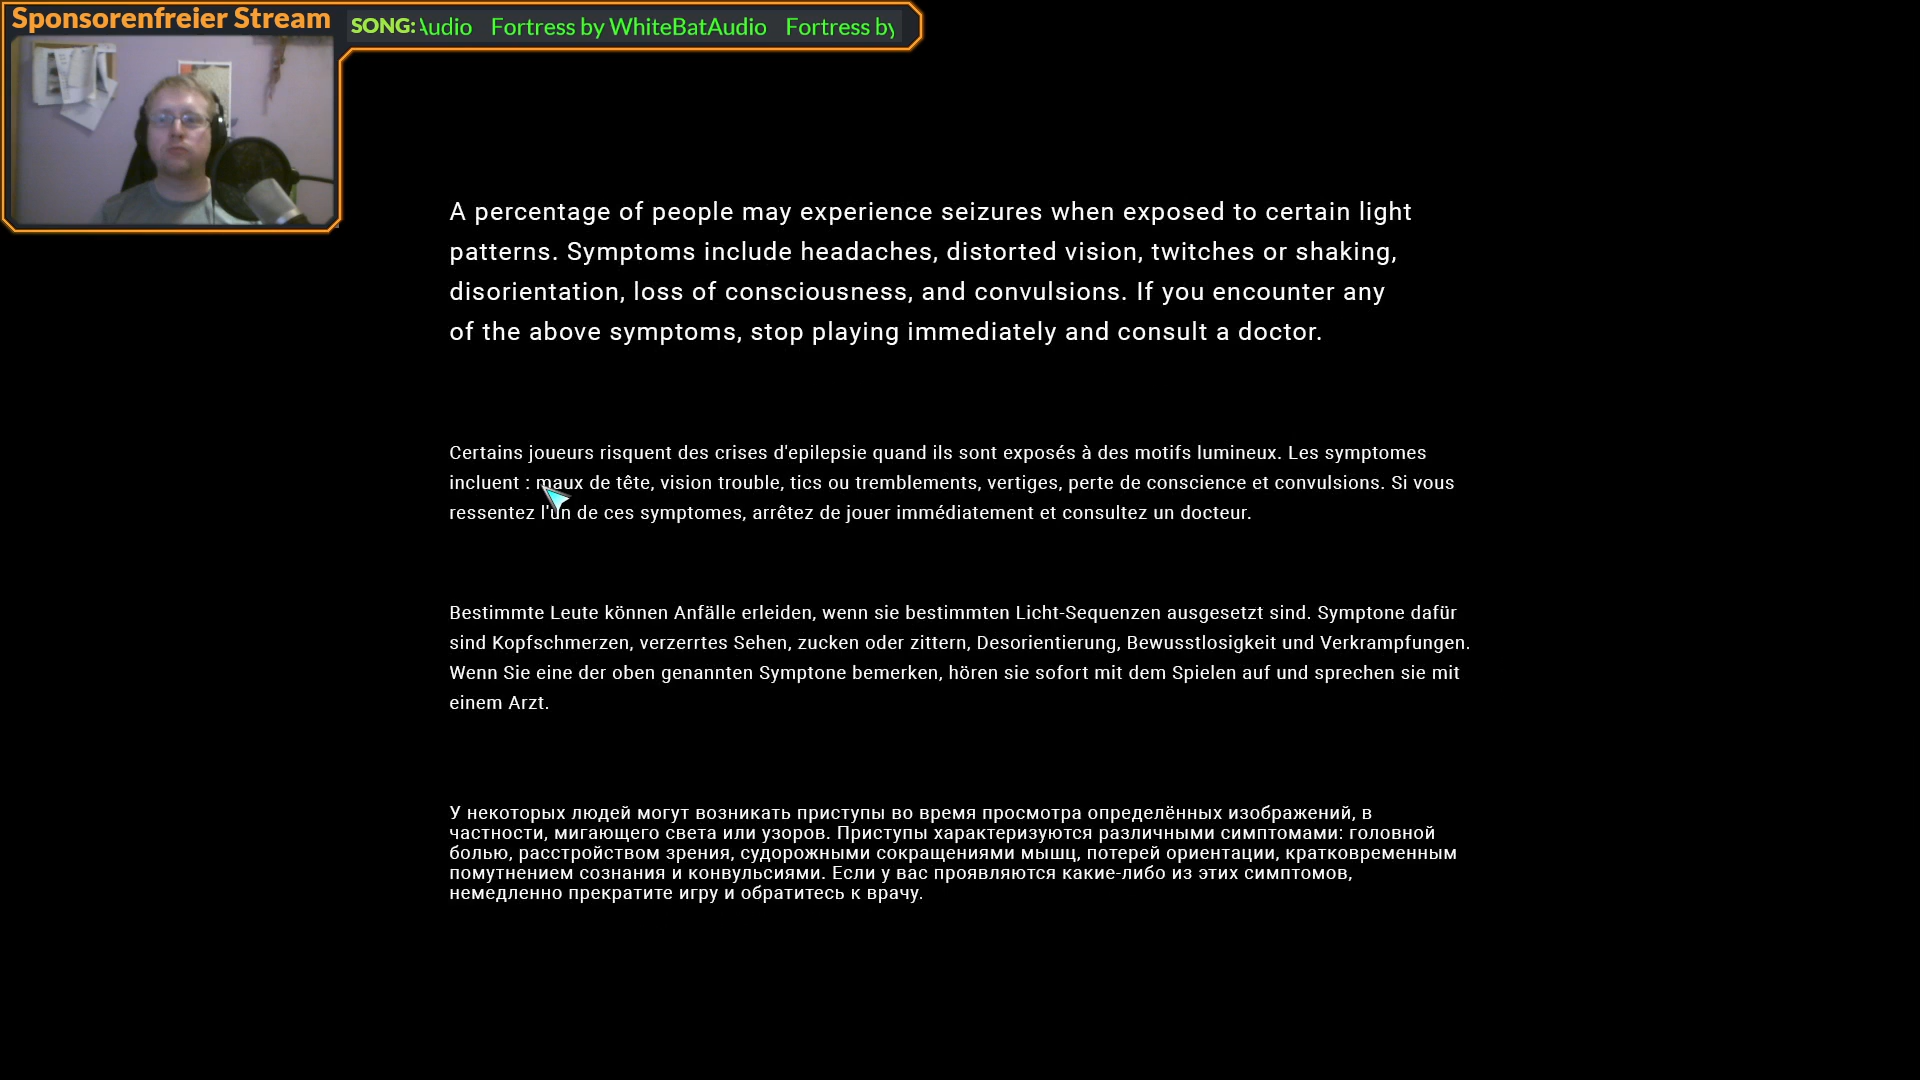 Sponsorenfreier Stream
SONG: Audio Fortress by WhiteBatAudio Fortress by
A percentage of people may experience seizures when exposed to certain light
patterns. Symptoms include headaches, distorted vision, twitches or shaking,
disorientation, loss of consciousness, and convulsions. If you encounter any
of the above symptoms, stop playing immediately and consult a doctor.
Certains joueurs risquent des crises d'epilepsie quand ils sont exposés à des motifs lumineux. Les symptomes
incluent : maux de tête, vision trouble, tics ou tremblements, vertiges, perte de conscience et convulsions. Si vous
ressentez l'un de ces symptomes, arrêtez de jouer immédiatement et consultez un docteur.
Bestimmte Leute können Anfälle erleiden, wenn sie bestimmten Licht-Sequenzen ausgesetzt sind. Symptone dafür
sind Kopfschmerzen, verzerrtes Sehen, zucken oder zittern, Desorientierung, Bewusstlosigkeit und Verkrampfungen.
Wenn Sie eine der oben genannten Symptone bemerken, hören sie sofort mit dem Spielen auf und sprechen sie mit
einem Arzt.
У некоторых людей могут возникать приступы во время просмотра определённых изображений, в
частности, мигающего света или узоров. Приступы характеризуются различными симптомами: головной
болью, расстройством зрения, судорожными сокращениями мышц, потерей ориентации, кратковременным
помутнением сознания и конвульсиями. Если у вас проявляются какие-либо из этих симптомов,
немедленно прекратите игру и обратитесь к врачу.